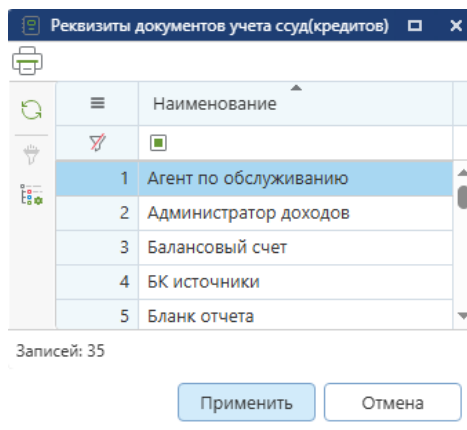 Реквизиты документов учета ссуд(кредитов)
Наименование
1 Агент по обслуживанию
2 Администратор доходов
3 Балансовый счет
4 БК источники
5 Бланк отчета
Записей: 35
Применить Отмена